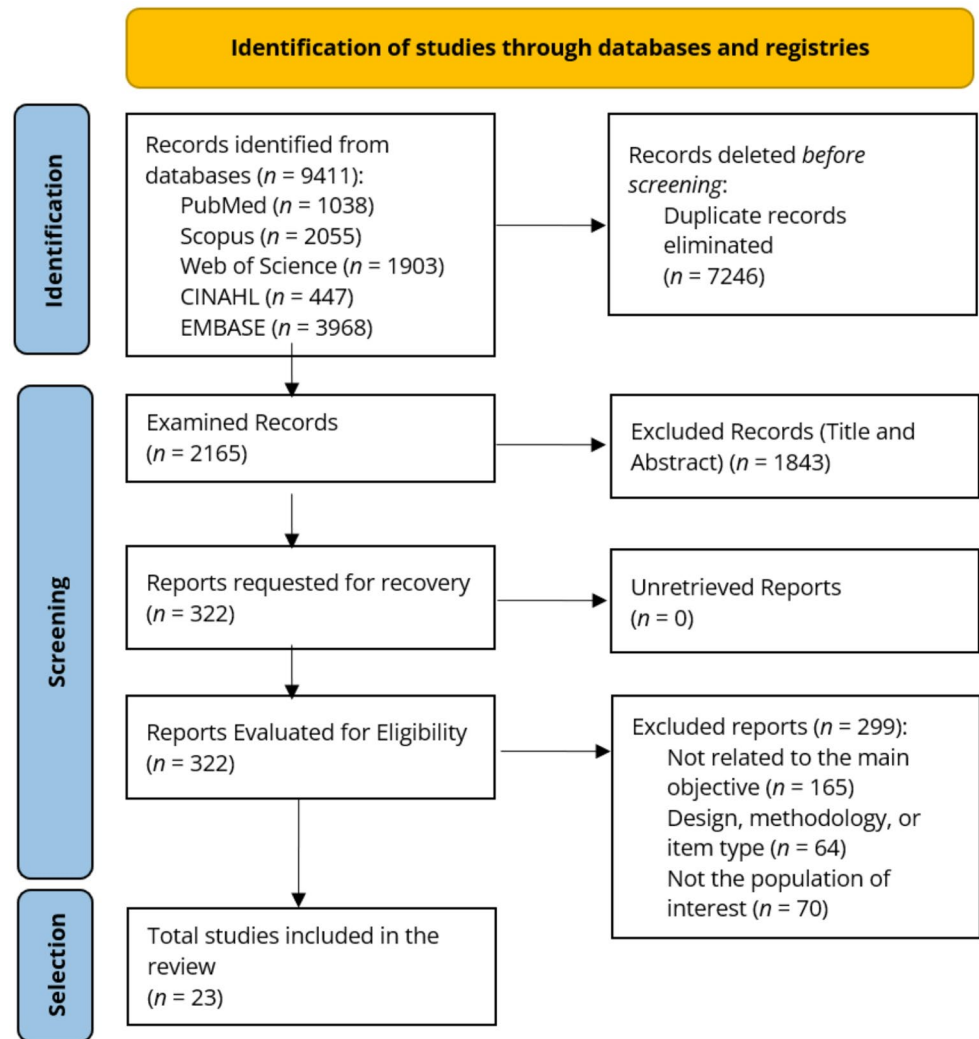 Identification of studies through databases and registries
Identification
Records identified from
databases (n = 9411):
PubMed (n = 1038)
Scopus (n = 2055)
Web of Science (n = 1903)
CINAHL (n = 447)
EMBASE (n = 3968)
Records deleted before
screening:
Duplicate records
eliminated
(n = 7246)
Screening
Examined Records
(n = 2165)
Excluded Records (Title and
Abstract) (n = 1843)
Reports requested for recovery
(n = 322)
Unretrieved Reports
(n = 0)
Reports Evaluated for Eligibility
(n = 322)
Excluded reports (n = 299):
Not related to the main
objective (n = 165)
Design, methodology, or
item type (n = 64)
Not the population of
interest (n = 70)
Selection
Total studies included in the
review
(n = 23)